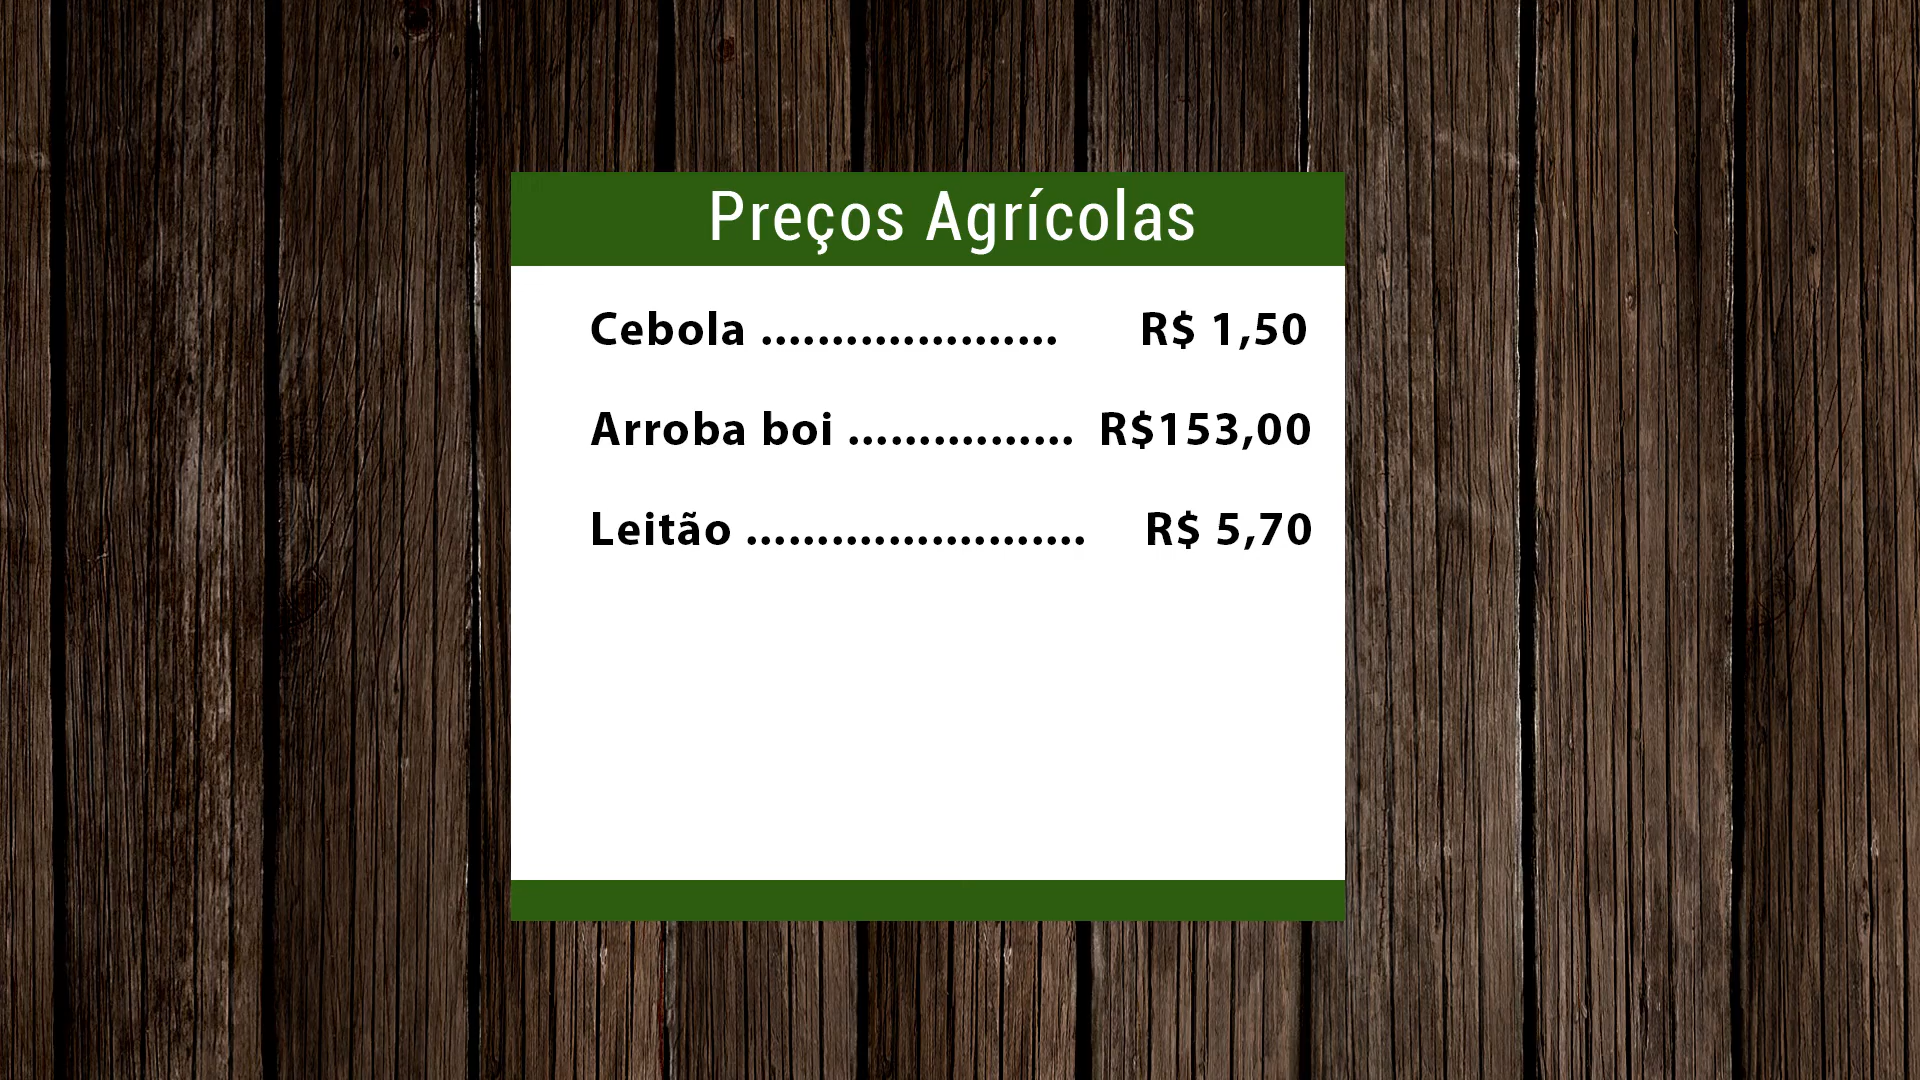 Preços Agrícolas
Cebola ..................... R$ 1,50
Arroba boi ................ R$153,00
Leitão ........................ R$ 5,70